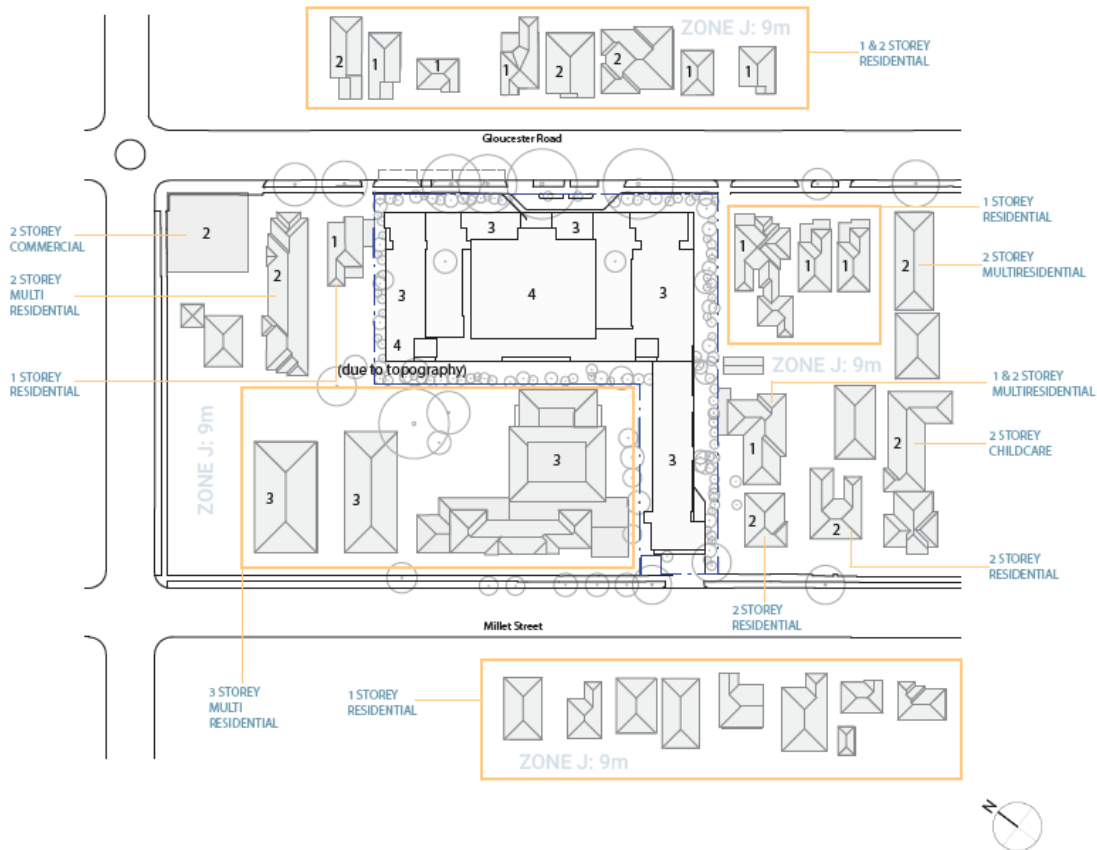 ZONE J: 9m
1 & 2 STOREY
RESIDENTIAL
2
1
1
1
2
2
1
1
Gloucester Road
1 STOREY
RESIDENTIAL
2 STOREY
COMMERCIAL
2
2 STOREY
MULTI
RESIDENTIAL
2
1
3
3
3
4
3
4
1
1
1
2
2 STOREY
MULTIRESIDENTIAL
1 STOREY
RESIDENTIAL
(due to topography)
ZONE J: 9m
1 & 2 STOREY
MULTIRESIDENTIAL
ZONE J: 9m
3
3
3
3
1
2
2 STOREY
CHILDCARE
2
2
2 STOREY
RESIDENTIAL
2 STOREY
RESIDENTIAL
Millet Street
3 STOREY
MULTI
RESIDENTIAL
1 STOREY
RESIDENTIAL
ZONE J: 9m
N